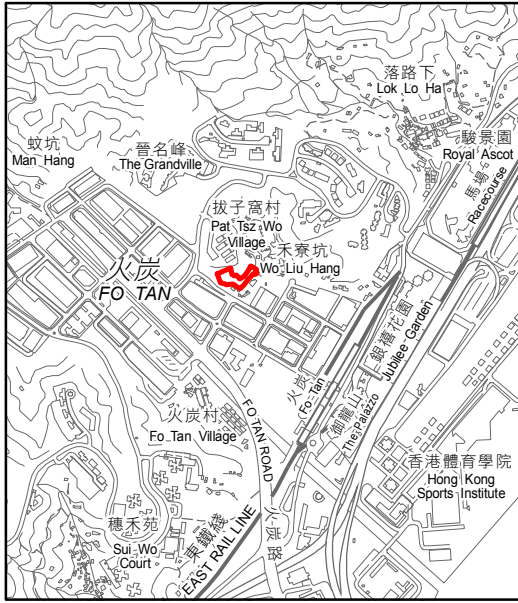 落路下
Lok Lo Ha
駿景園
Royal Ascot
馬場
Racecourse
蚊坑
Man Hang
晉名峰
The Grandville
拔子窩村
Pat Tsz Wo
Village
禾寮坑
Wo Liu Hang
火炭
FO TAN
銀禧花園
Jubilee Garden
火炭
Fo Tan
御龍山
The Palazzo
火炭村
Fo Tan Village
FO TAN ROAD
火炭路
香港體育學院
Hong Kong
Sports Institute
穗禾苑
Sui Wo
Court
東鐵綫
EAST RAIL LINE